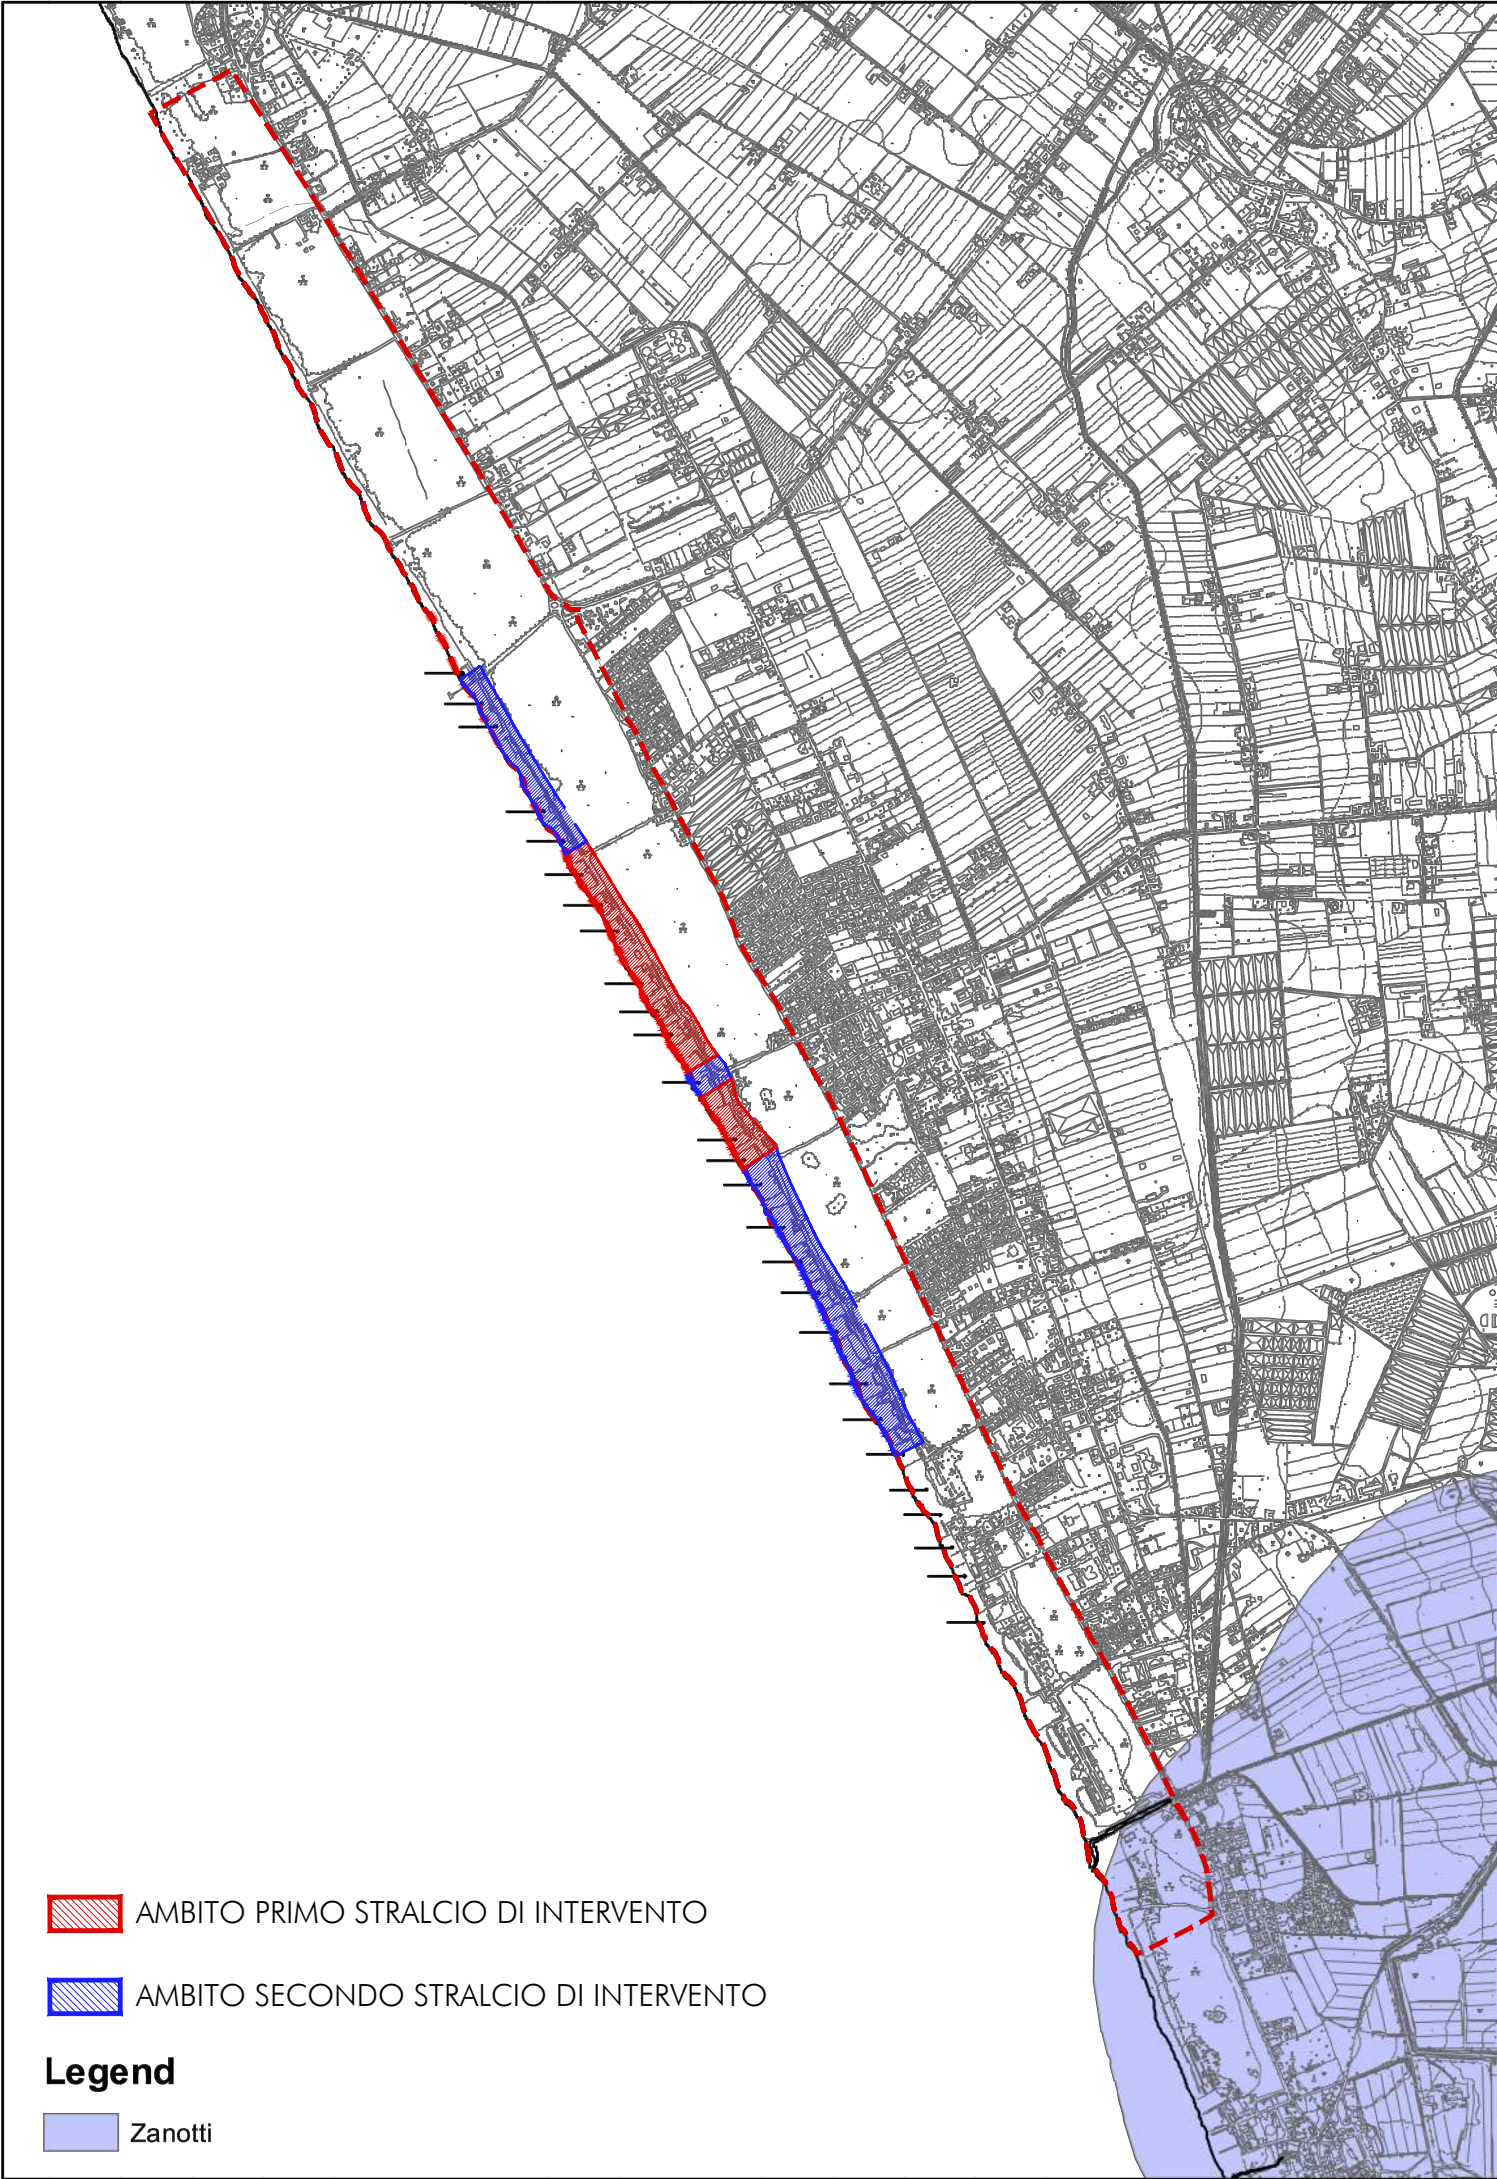 AMBITO PRIMO STRALCIO DI INTERVENTO
AMBITO SECONDO STRALCIO DI INTERVENTO
Legend
Zanotti